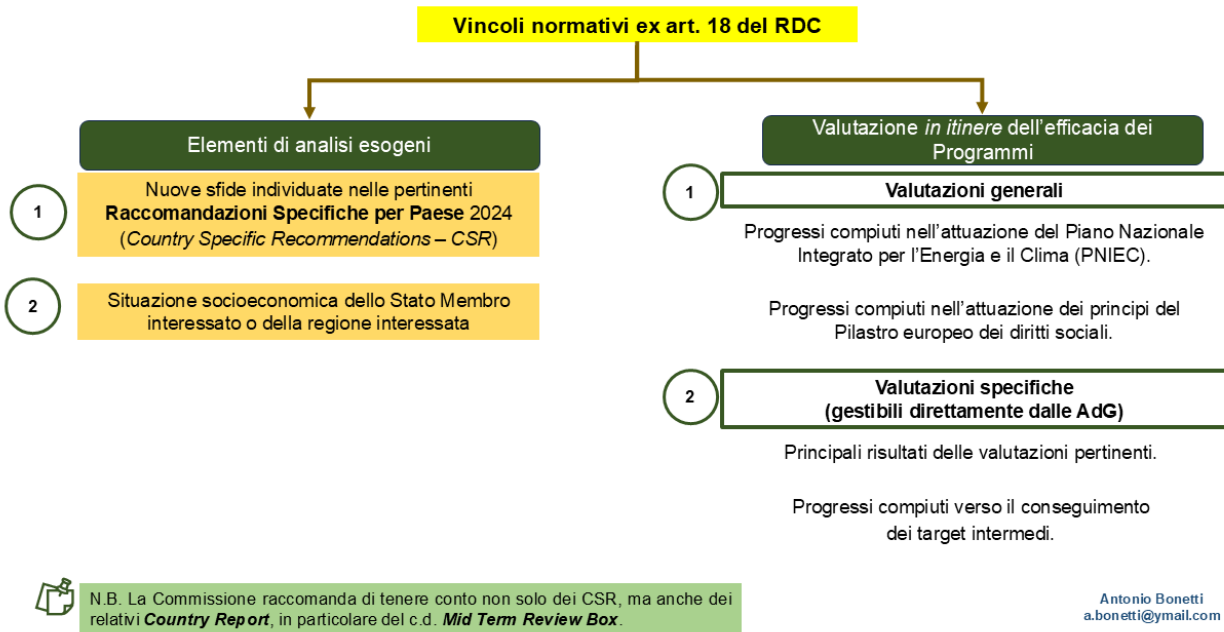 Vincoli normativi ex art. 18 del RDC
Elementi di analisi esogeni
1
Nuove sfide individuate nelle pertinenti
Raccomandazioni Specifiche per Paese 2024
(Country Specific Recommendations – CSR)
2
Situazione socioeconomica dello Stato Membro
interessato o della regione interessata
Valutazione in itinere dell'efficacia dei
Programmi
1
Valutazioni generali
Progressi compiuti nell'attuazione del Piano Nazionale
Integrato per l'Energia e il Clima (PNIEC).
Progressi compiuti nell'attuazione dei principi del
Pilastro europeo dei diritti sociali.
2
Valutazioni specifiche
(gestibili direttamente dalle AdG)
Principali risultati delle valutazioni pertinenti.
Progressi compiuti verso il conseguimento
dei target intermedi.
N.B. La Commissione raccomanda di tenere conto non solo dei CSR, ma anche dei
relativi Country Report, in particolare del c.d. Mid Term Review Box.
Antonio Bonetti
a.bonetti@ymail.com